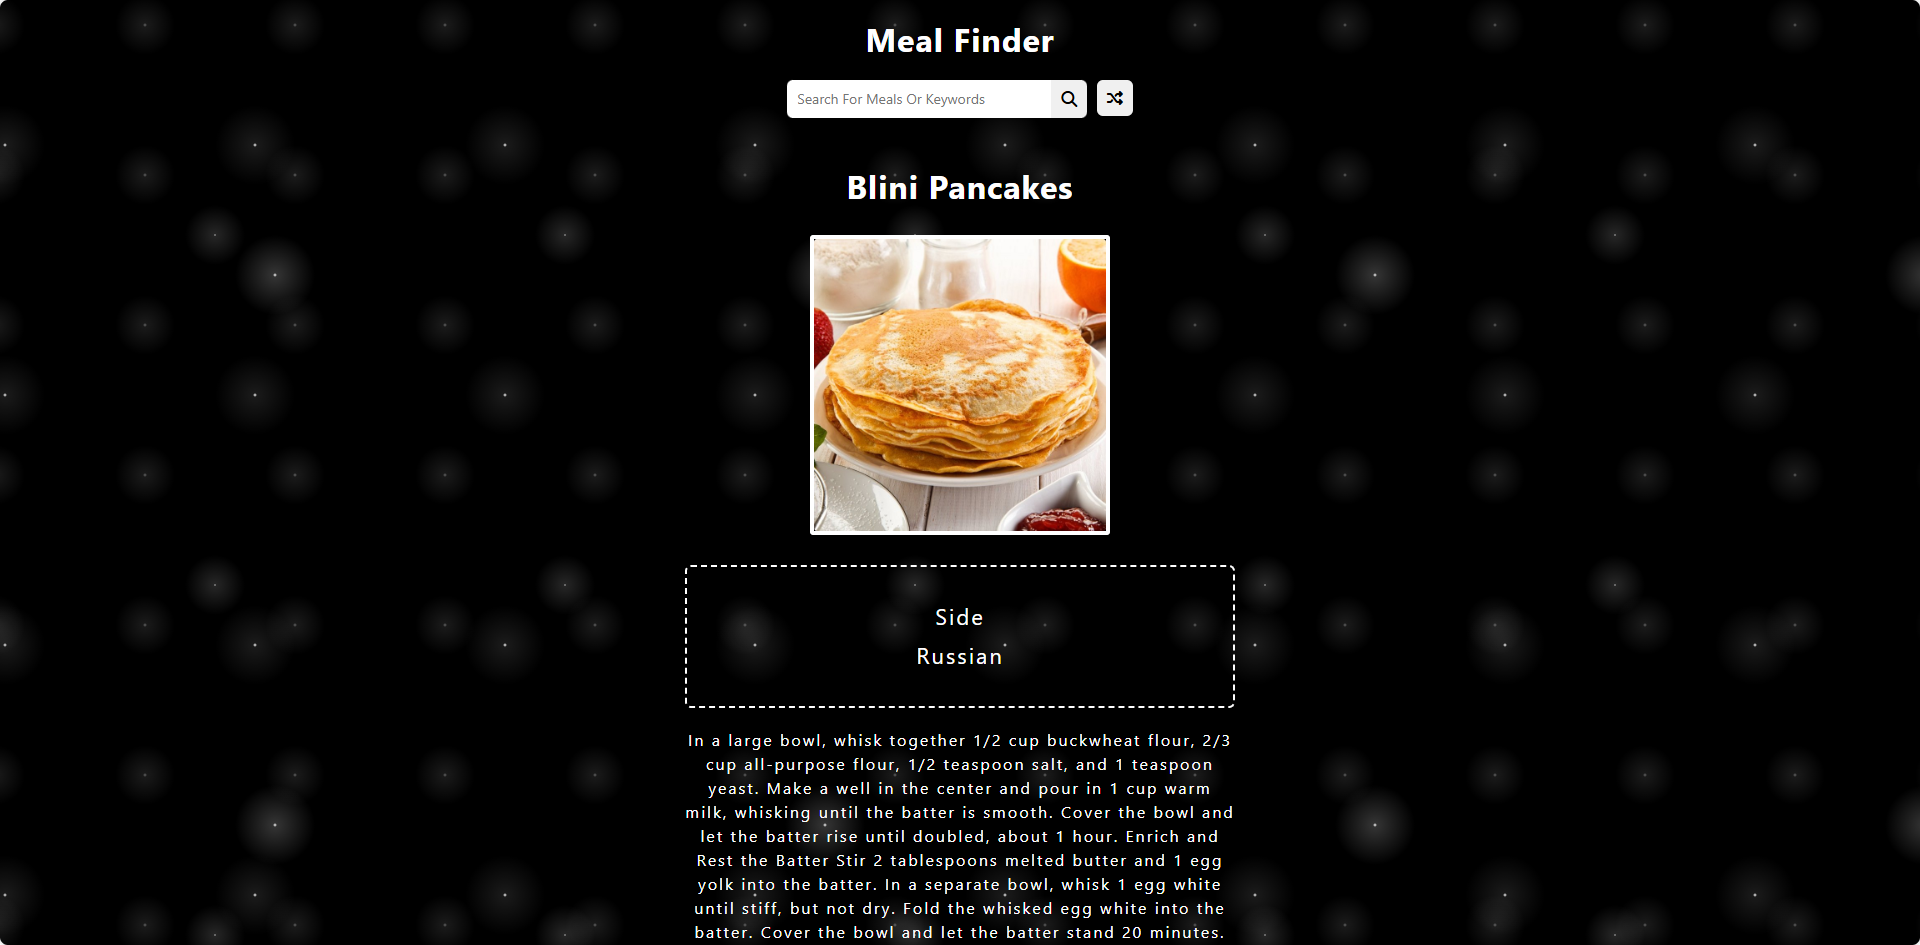 Meal Finder
Search For Meals Or Keywords
Blini Pancakes
Side
Russian
In a large bowl, whisk together 1/2 cup buckwheat flour, 2/3
cup all-purpose flour, 1/2 teaspoon salt, and 1 teaspoon
yeast. Make a well in the center and pour in 1 cup warm
milk, whisking until the batter is smooth. Cover the bowl and
let the batter rise until doubled, about 1 hour. Enrich and
Rest the Batter Stir 2 tablespoons melted butter and 1 egg
yolk into the batter. In a separate bowl, whisk 1 egg white
until stiff, but not dry. Fold the whisked egg white into the
batter. Cover the bowl and let the batter stand 20 minutes.